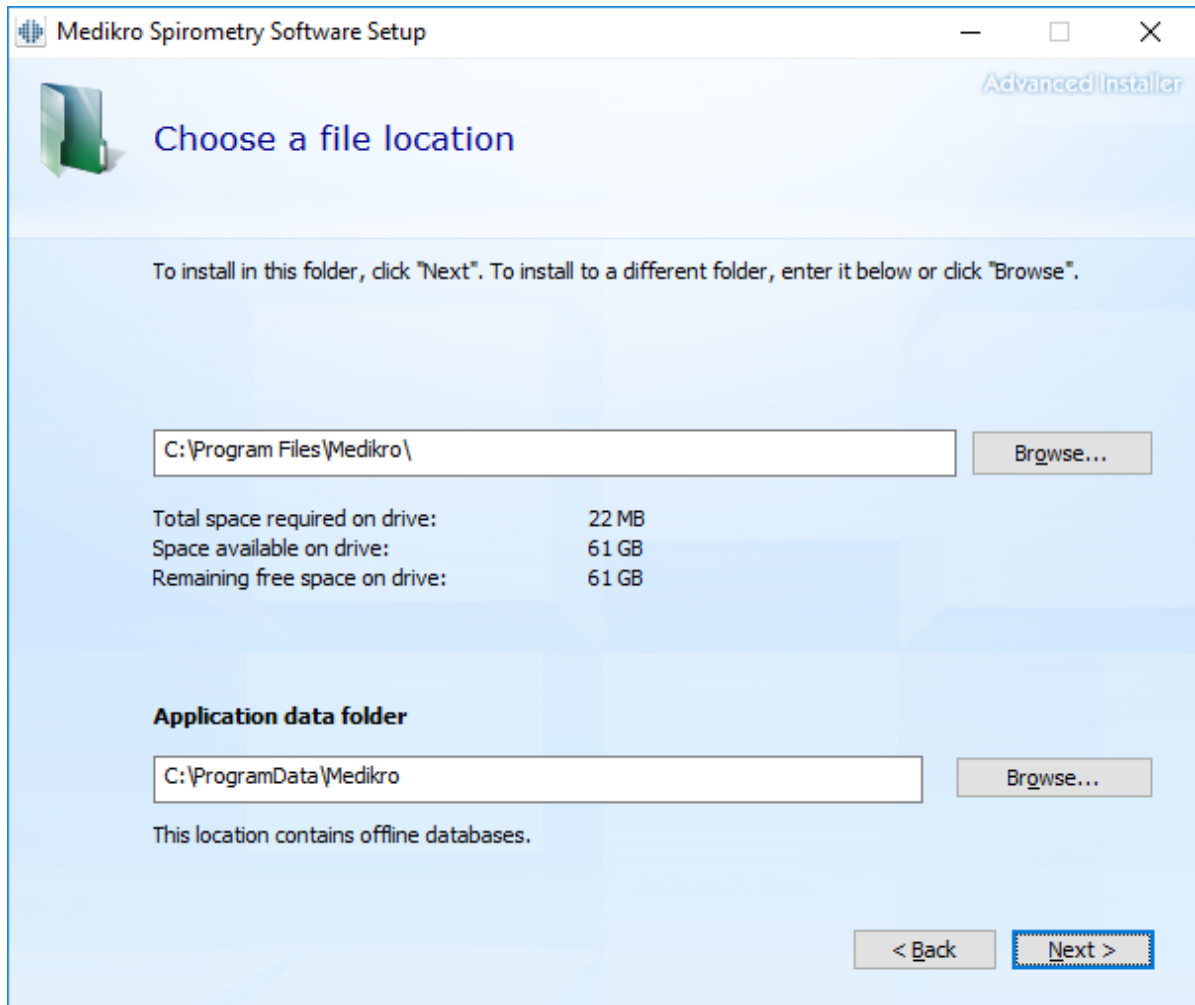 Medikro Spirometry Software Setup
Advanced Installer
Choose a file location
To install in this folder, click "Next". To install to a different folder, enter it below or click "Browse".
C:\Program Files\Medikro\
Browse...
Total space required on drive: 22 MB
Space available on drive: 61 GB
Remaining free space on drive: 61 GB
Application data folder
C:\ProgramData\Medikro
Browse...
This location contains offline databases.
< Back
Next >